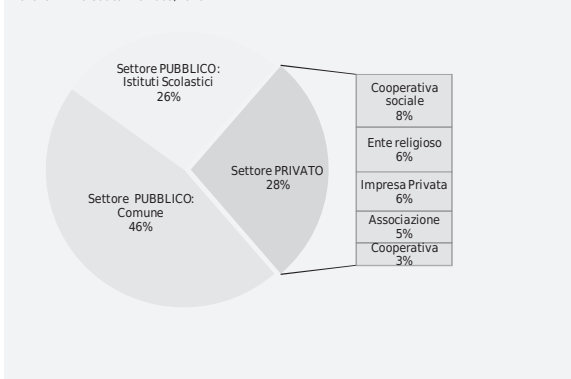 Settore PUBBLICO:
Istituti Scolastici
26%
Settore PRIVATO
28%
Settore PUBBLICO:
Comune
46%
Cooperativa
sociale
8%
Ente religioso
6%
Impresa Privata
6%
Associazione
5%
Cooperativa
3%